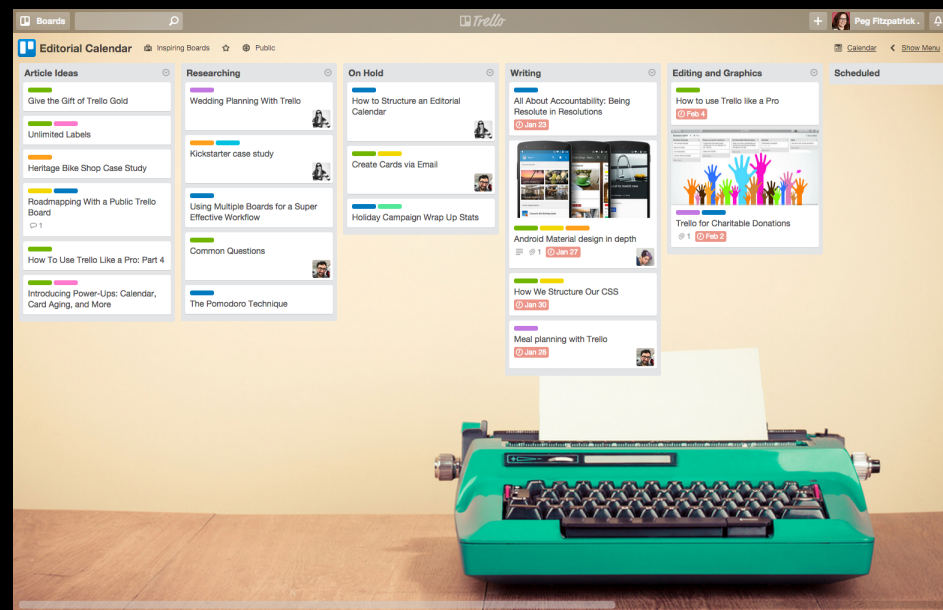 Boards
Trello
Peg Fitzpatrick .
Editorial Calendar
Inspiring Boards
Public
Calendar
Show Menu
Article Ideas
Give the Gift of Trello Gold
Unlimited Labels
Heritage Bike Shop Case Study
Roadmapping With a Public Trello
Board
1
How To Use Trello Like a Pro: Part 4
Introducing Power-Ups: Calendar,
Card Aging, and More
Researching
Wedding Planning With Trello
Kickstarter case study
Using Multiple Boards for a Super
Effective Workflow
Common Questions
The Pomodoro Technique
On Hold
How to Structure an Editorial
Calendar
Create Cards via Email
Holiday Campaign Wrap Up Stats
Writing
All About Accountability: Being
Resolute in Resolutions
Jan 23
Android Material design in depth
1 Jan 27
How We Structure Our CSS
Jan 30
Meal planning with Trello
Jan 28
Editing and Graphics
How to use Trello like a Pro
Feb 4
Trello for Charitable Donations
1 Feb 2
Scheduled